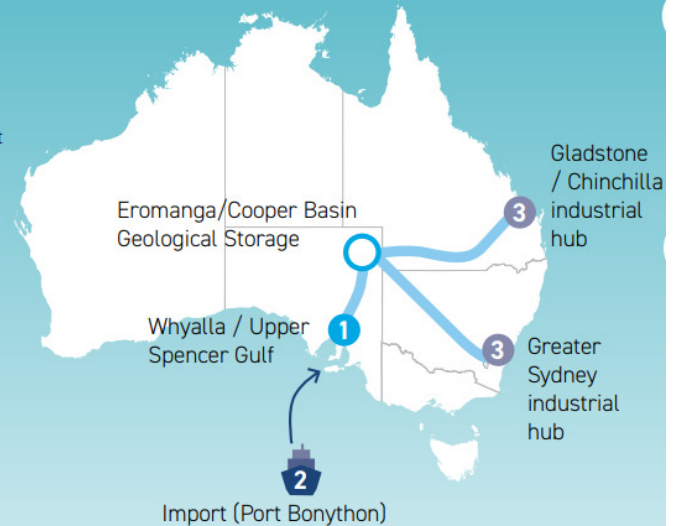 t
Gladstone
/ Chinchilla
3
industrial
hub
Eromanga/Cooper Basin
Geological Storage
Whyalla / Upper
Spencer Gulf
1
3
Greater
Sydney
industrial
hub
2
Import (Port Bonython)